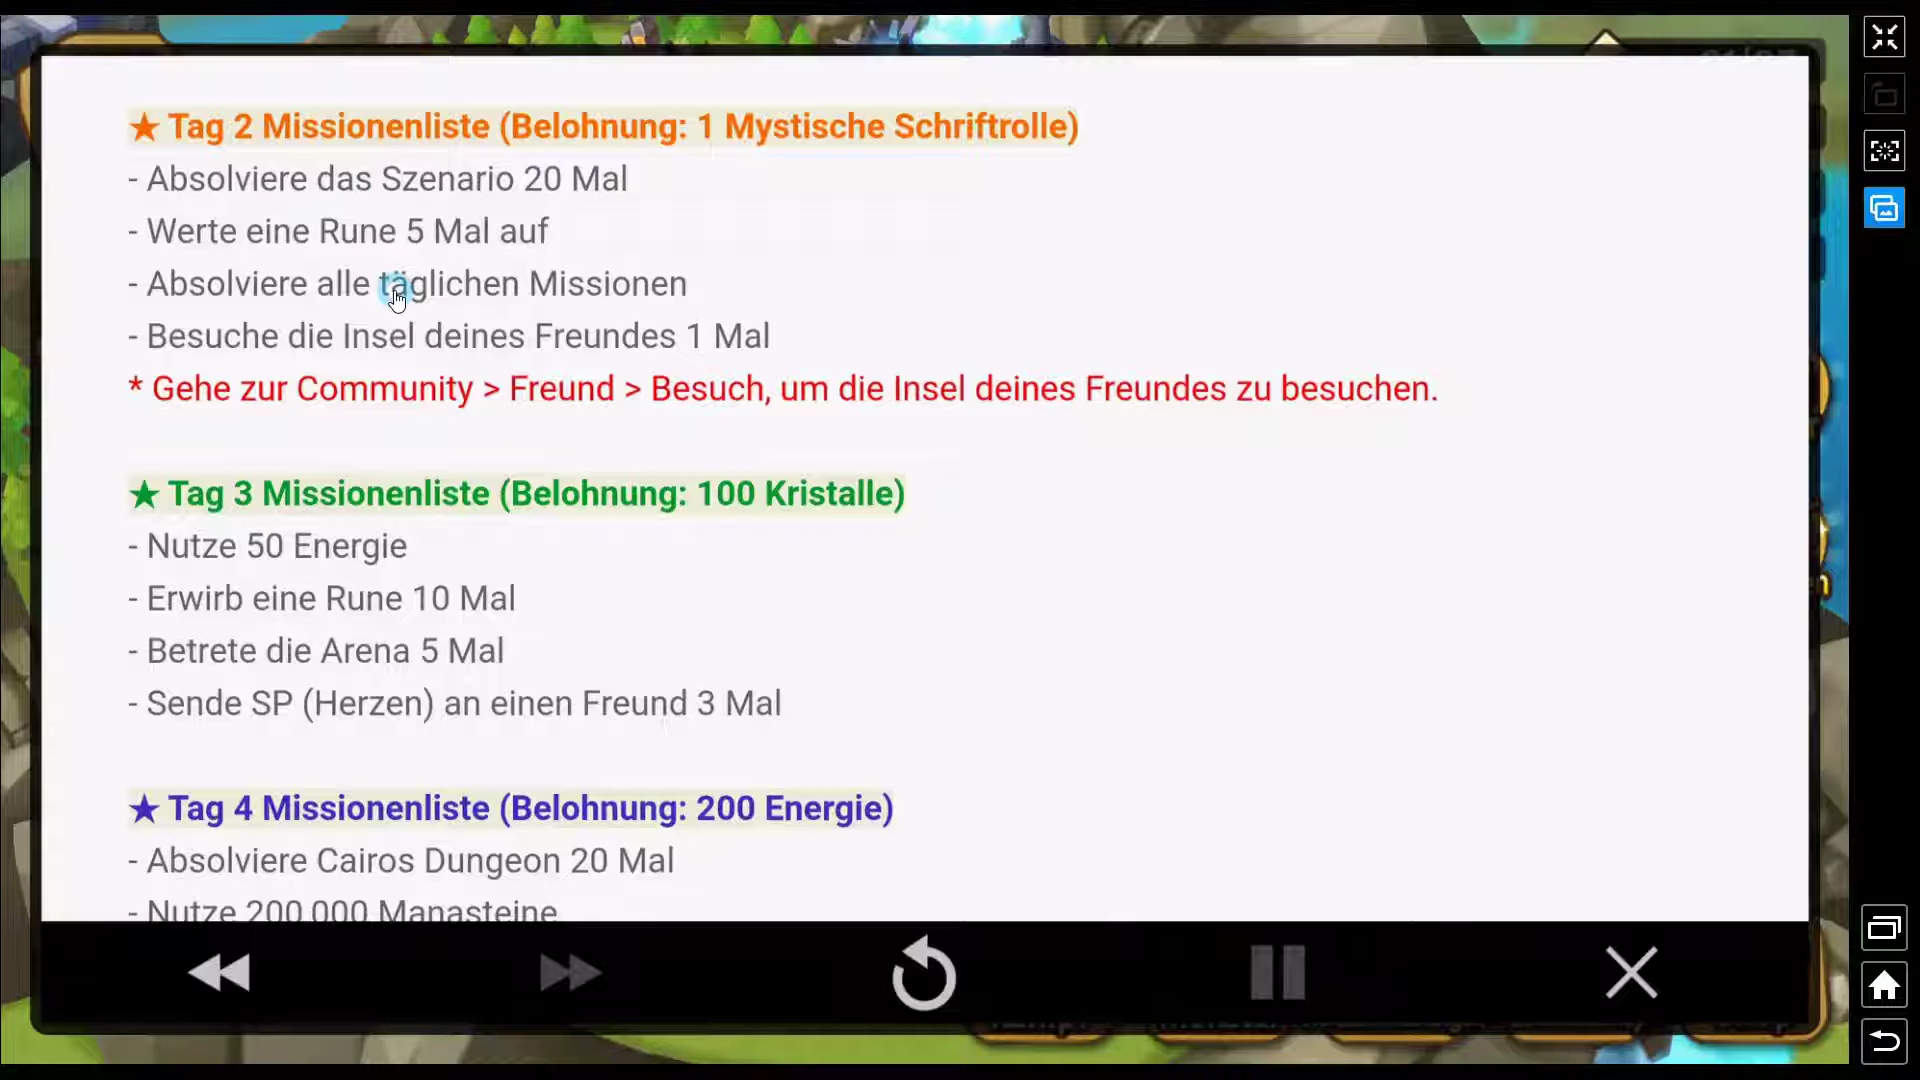 ★ Tag 2 Missionenliste (Belohnung: 1 Mystische Schriftrolle)
- Absolviere das Szenario 20 Mal
- Werte eine Rune 5 Mal auf
- Absolviere alle täglichen Missionen
- Besuche die Insel deines Freundes 1 Mal
* Gehe zur Community > Freund > Besuch, um die Insel deines Freundes zu besuchen.
★ Tag 3 Missionenliste (Belohnung: 100 Kristalle)
- Nutze 50 Energie
- Erwirb eine Rune 10 Mal
- Betrete die Arena 5 Mal
- Sende SP (Herzen) an einen Freund 3 Mal
★ Tag 4 Missionenliste (Belohnung: 200 Energie)
- Absolviere Cairos Dungeon 20 Mal
- Nutze 200.000 Manasteine